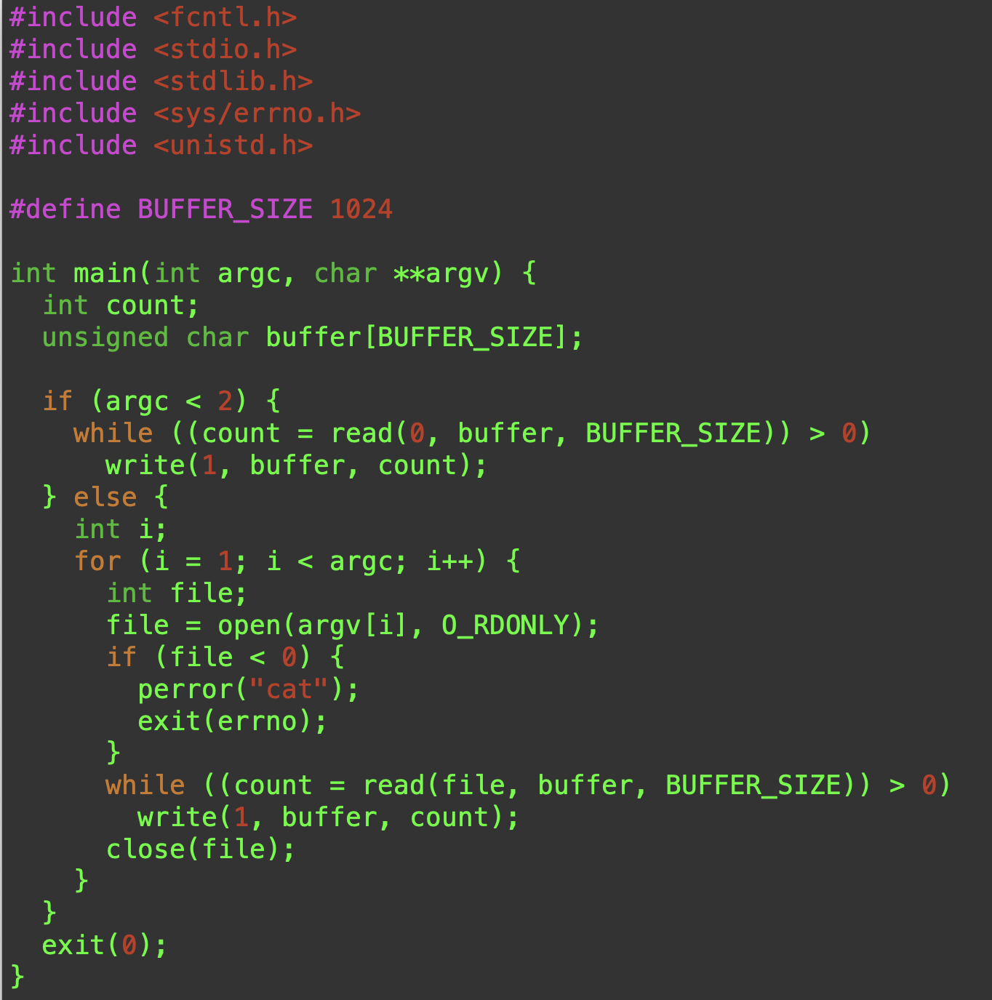 #include <fcntl.h>
#include <stdio.h>
#include <stdlib.h>
#include <sys/errno.h>
#include <unistd.h>

#define BUFFER_SIZE 1024

int main(int argc, char **argv) {
  int count;
  unsigned char buffer[BUFFER_SIZE];

  if (argc < 2) {
    while ((count = read(0, buffer, BUFFER_SIZE)) > 0)
      write(1, buffer, count);
  } else {
    int i;
    for (i = 1; i < argc; i++) {
      int file;
      file = open(argv[i], O_RDONLY);
      if (file < 0) {
        perror("cat");
        exit(errno);
      }
      while ((count = read(file, buffer, BUFFER_SIZE)) > 0)
        write(1, buffer, count);
      close(file);
    }
  }
  exit(0);
}